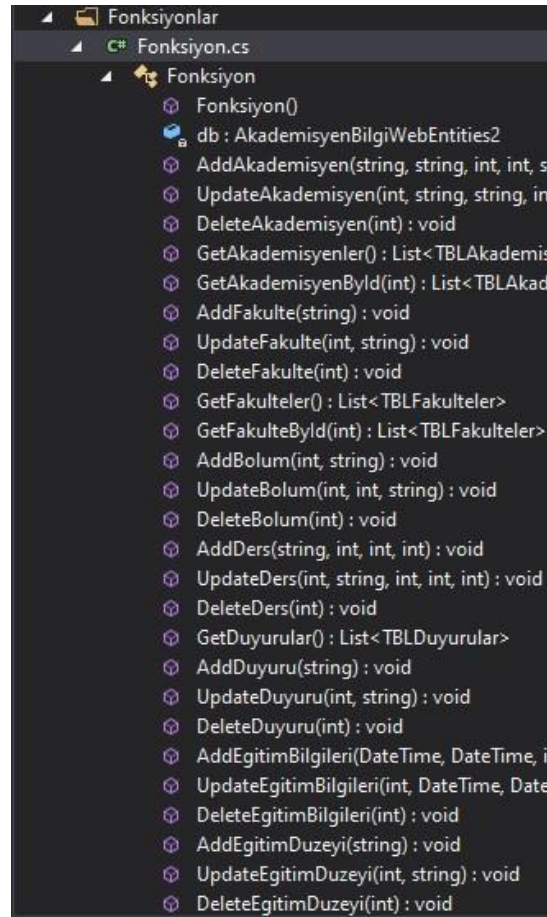 Fonksiyonlar
C# Fonksiyon.cs
Fonksiyon
Fonksiyon()
db : AkademisyenBilgiWebEntities2
AddAkademisyen(string, string, int, int, s
UpdateAkademisyen(int, string, string, in
DeleteAkademisyen(int) : void
GetAkademisyenler() : List<TBLAkademis
GetAkademisyenById(int) : List<TBLAkad
AddFakulte(string) : void
UpdateFakulte(int, string) : void
DeleteFakulte(int) : void
GetFakulteler() : List<TBLFakulteler>
GetFakulteById(int) : List<TBLFakulteler>
AddBolum(int, string) : void
UpdateBolum(int, int, string) : void
DeleteBolum(int) : void
AddDers(string, int, int, int) : void
UpdateDers(int, string, int, int, int) : void
DeleteDers(int) : void
GetDuyurular() : List<TBLDuyurular>
AddDuyuru(string) : void
UpdateDuyuru(int, string) : void
DeleteDuyuru(int) : void
AddEgitimBilgileri(DateTime, DateTime, i
UpdateEgitimBilgileri(int, DateTime, Date
DeleteEgitimBilgileri(int) : void
AddEgitimDuzeyi(string) : void
UpdateEgitimDuzeyi(int, string) : void
DeleteEgitimDuzeyi(int) : void